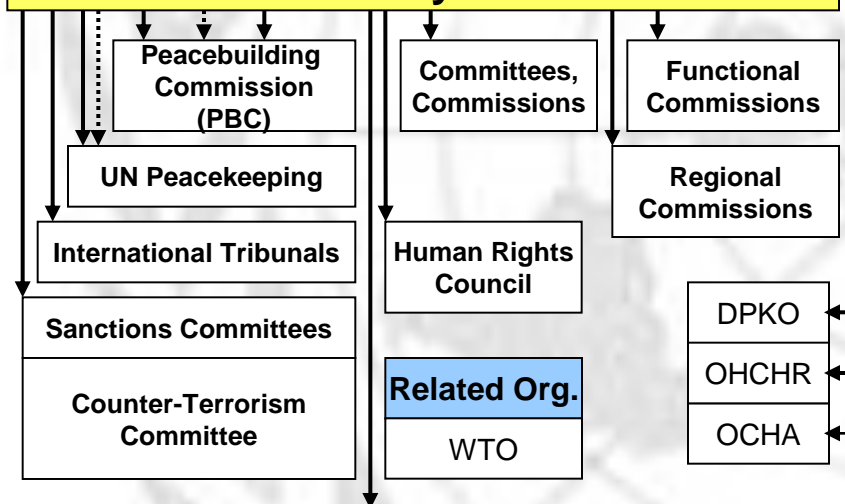 Peacebuilding
Commission
(PBC)
Committees,
Commissions
Functional
Commissions
UN Peacekeeping
Regional
Commissions
International Tribunals
Human Rights
Council
Sanctions Committees
Counter-Terrorism
Committee
Related Org.
WTO
DPKO
OHCHR
OCHA